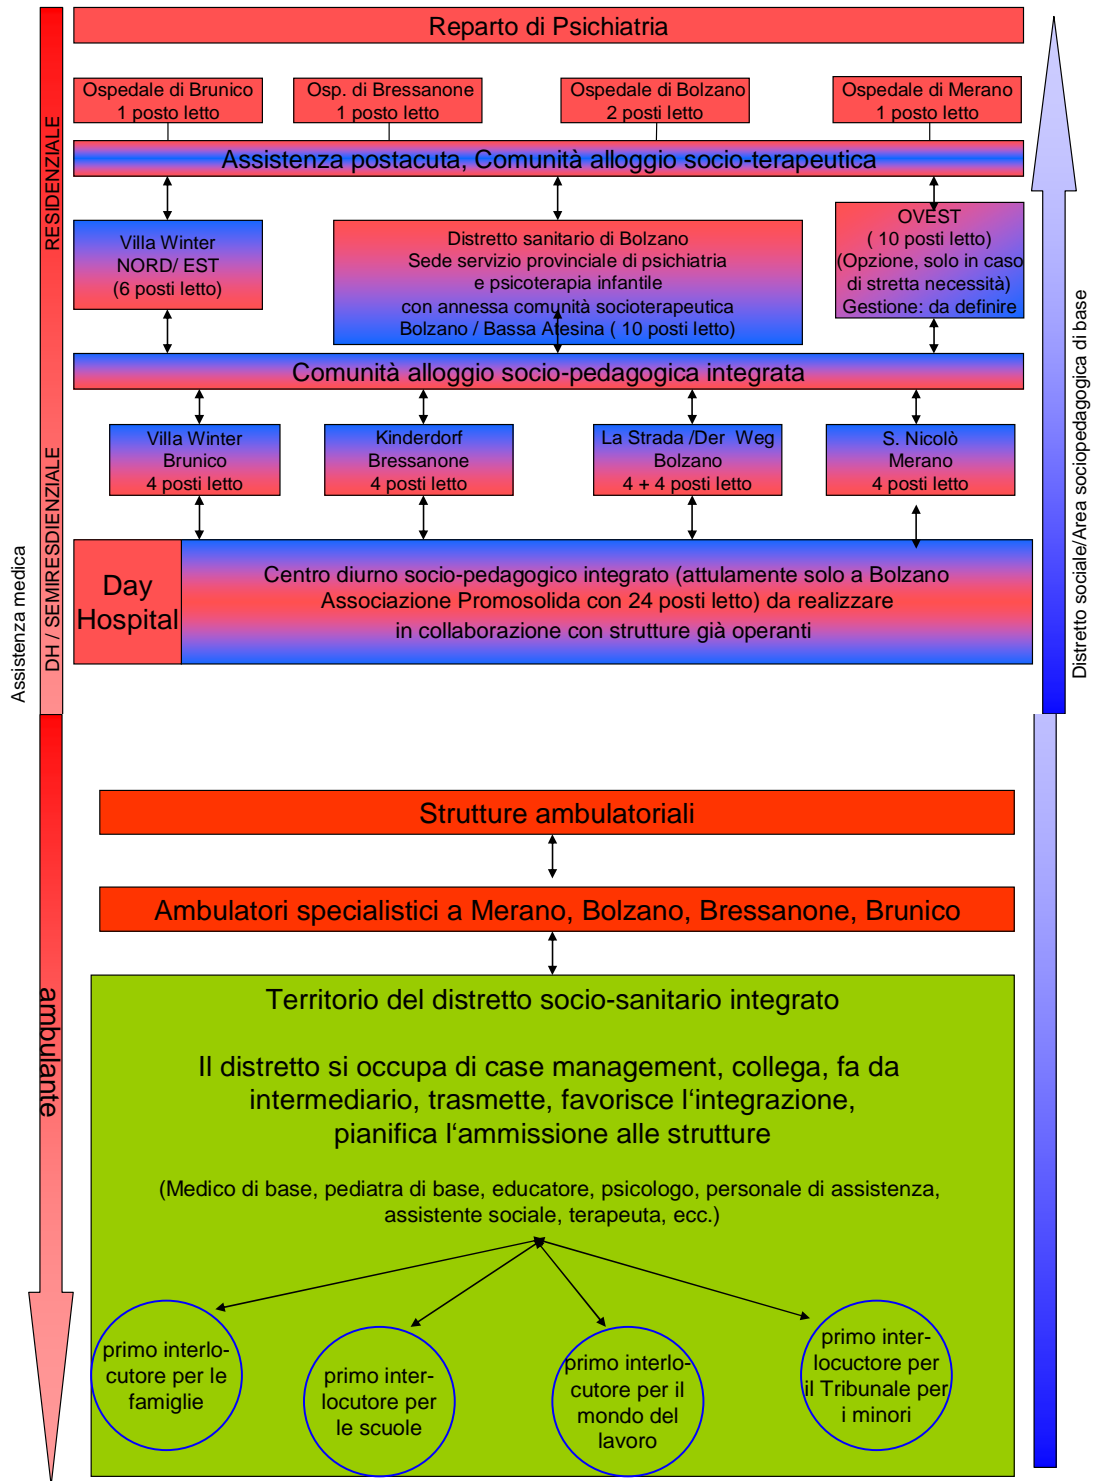 Reparto di Psichiatria
Ospedale di Brunico
1 posto letto
Osp. di Bressanone
1 posto letto
Ospedale di Bolzano
2 posti letto
Ospedale di Merano
1 posto letto
Assistenza postacuta, Comunità alloggio socio-terapeutica
Villa Winter
NORD/ EST
(6 posti letto)
Distretto sanitario di Bolzano
Sede servizio provinciale di psichiatria
e psicoterapia infantile
con annessa comunità socioterapeutica
Bolzano / Bassa Atesina ( 10 posti letto)
OVEST
( 10 posti letto)
(Opzione, solo in caso
di stretta necessità)
Gestione: da definire
Comunità alloggio socio-pedagogica integrata
Villa Winter
Brunico
4 posti letto
Kinderdorf
Bressanone
4 posti letto
La Strada /Der Weg
Bolzano
4 + 4 posti letto
S. Nicolò
Merano
4 posti letto
Day
Hospital
Centro diurno socio-pedagogico integrato (attulamente solo a Bolzano
Associazione Promosolida con 24 posti letto) da realizzare
in collaborazione con strutture già operanti
RESIDENZIALE
DH / SEMIRESDIENZIALE
Assistenza medica
Distretto sociale/Area sociopedagogica di base
ambulante
Strutture ambulatoriali
Ambulatori specialistici a Merano, Bolzano, Bressanone, Brunico
Territorio del distretto socio-sanitario integrato
Il distretto si occupa di case management, collega, fa da
intermediario, trasmette, favorisce l‘integrazione,
pianifica l‘ammissione alle strutture
(Medico di base, pediatra di base, educatore, psicologo, personale di assistenza,
assistente sociale, terapeuta, ecc.)
primo interlo-
cutore per le
famiglie
primo inter-
locutore per
le scuole
primo interlo-
cutore per il
mondo del
lavoro
primo inter-
locuctore per
il Tribunale per
i minori